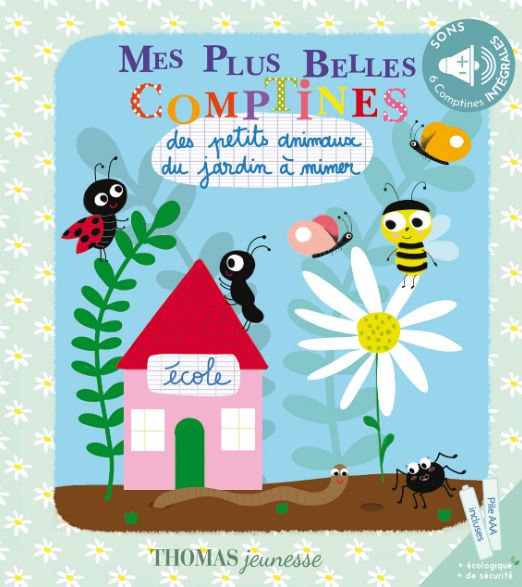 MES PLUS BELLES
COMPTINES
des petits animaux
du jardin à mimer
SONS
6 Comptines
INTÉGRALES
école
Pile AAA
incluses
THOMAS jeunesse
+ écologique
+ de sécurité